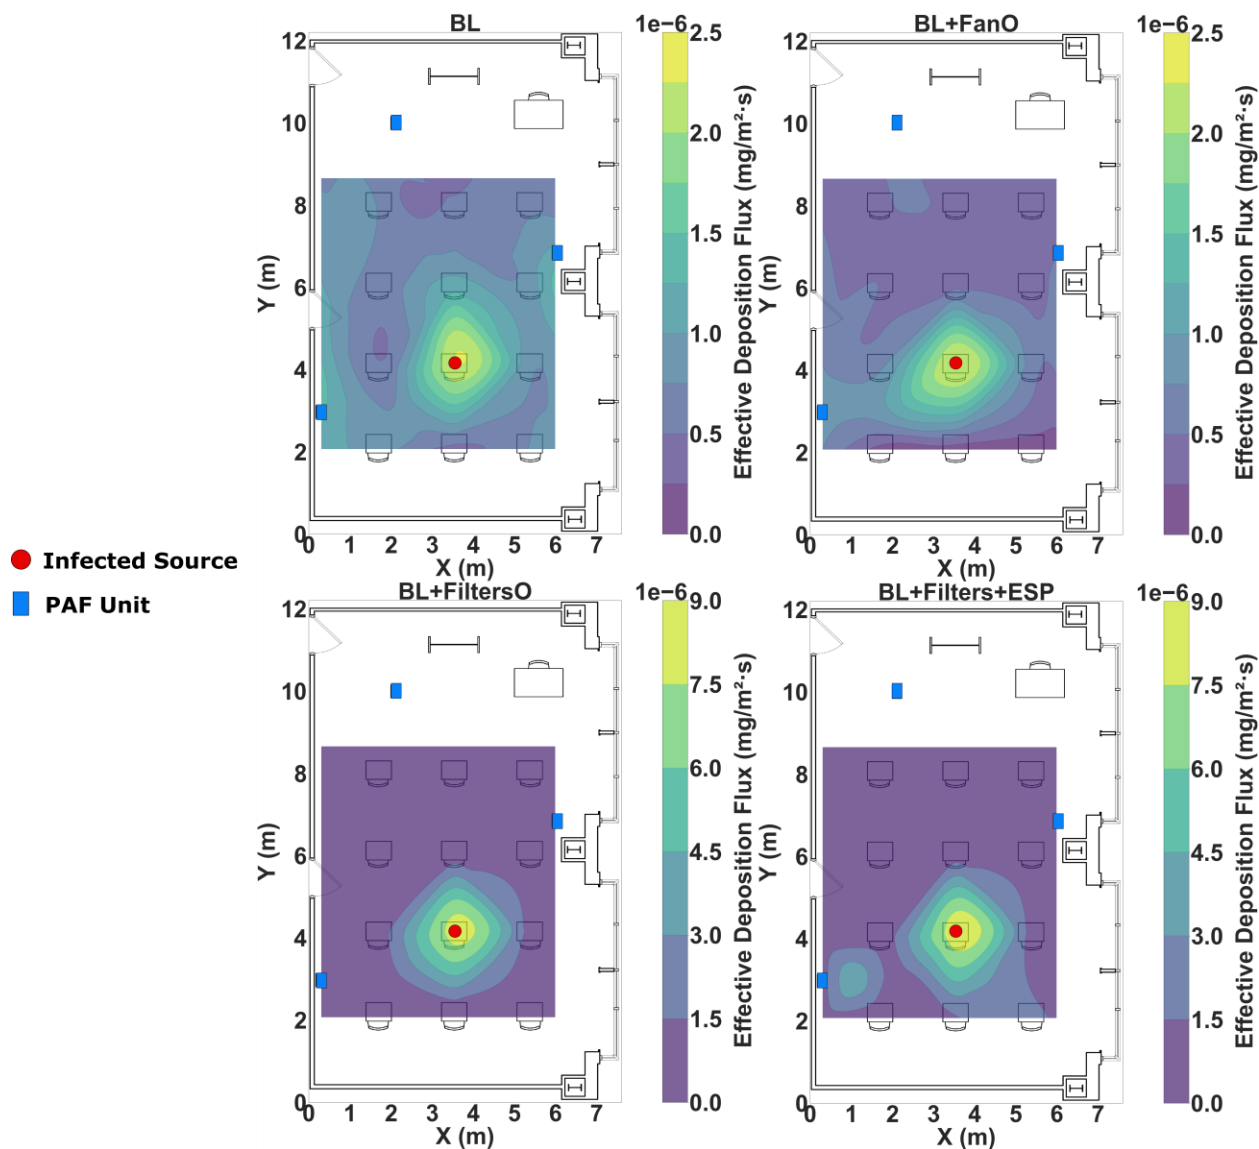 BL
1e−6
12
10
8
6
4
2
0
Y (m)
0 1 2 3 4 5 6 7
X (m)
2.5
2.0
1.5
1.0
0.5
0.0
Effective Deposition Flux (mg/m²·s)
BL+FanO
1e−6
12
10
8
6
4
2
0
Y (m)
0 1 2 3 4 5 6 7
X (m)
2.5
2.0
1.5
1.0
0.5
0.0
Effective Deposition Flux (mg/m²·s)
Infected Source
PAF Unit
BL+FiltersO
1e−6
12
10
8
6
4
2
0
Y (m)
0 1 2 3 4 5 6 7
X (m)
9.0
7.5
6.0
4.5
3.0
1.5
0.0
Effective Deposition Flux (mg/m²·s)
BL+Filters+ESP
1e−6
12
10
8
6
4
2
0
Y (m)
0 1 2 3 4 5 6 7
X (m)
9.0
7.5
6.0
4.5
3.0
1.5
0.0
Effective Deposition Flux (mg/m²·s)